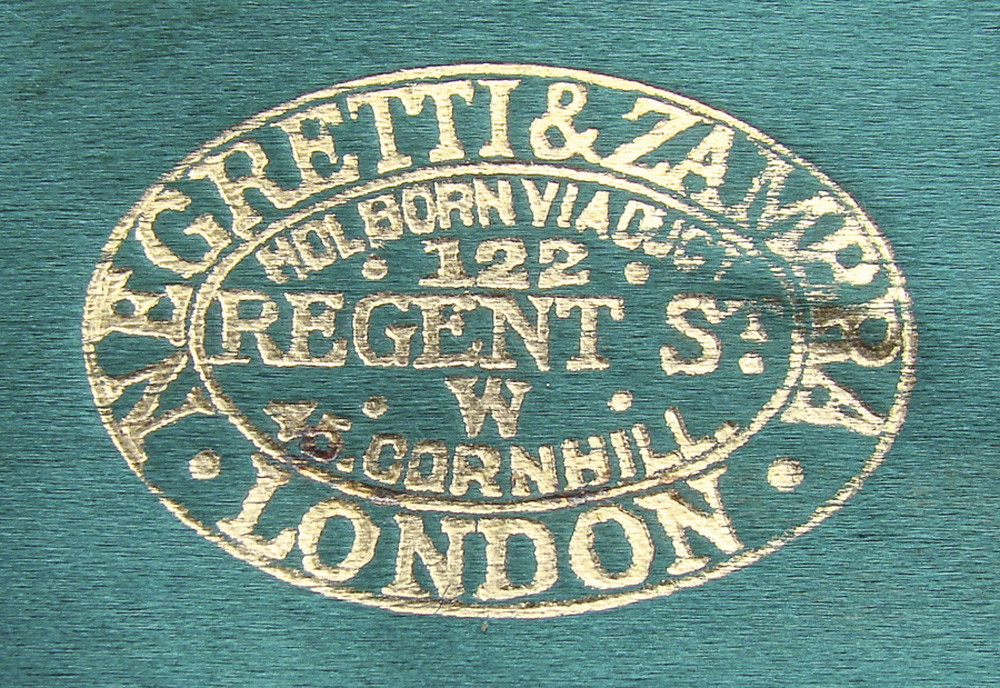 NEGRETTI & ZAMBRA
HOLBORN VIADUCT
· 122 ·
REGENT ST.
· W ·
45. CORNHILL.
· LONDON ·